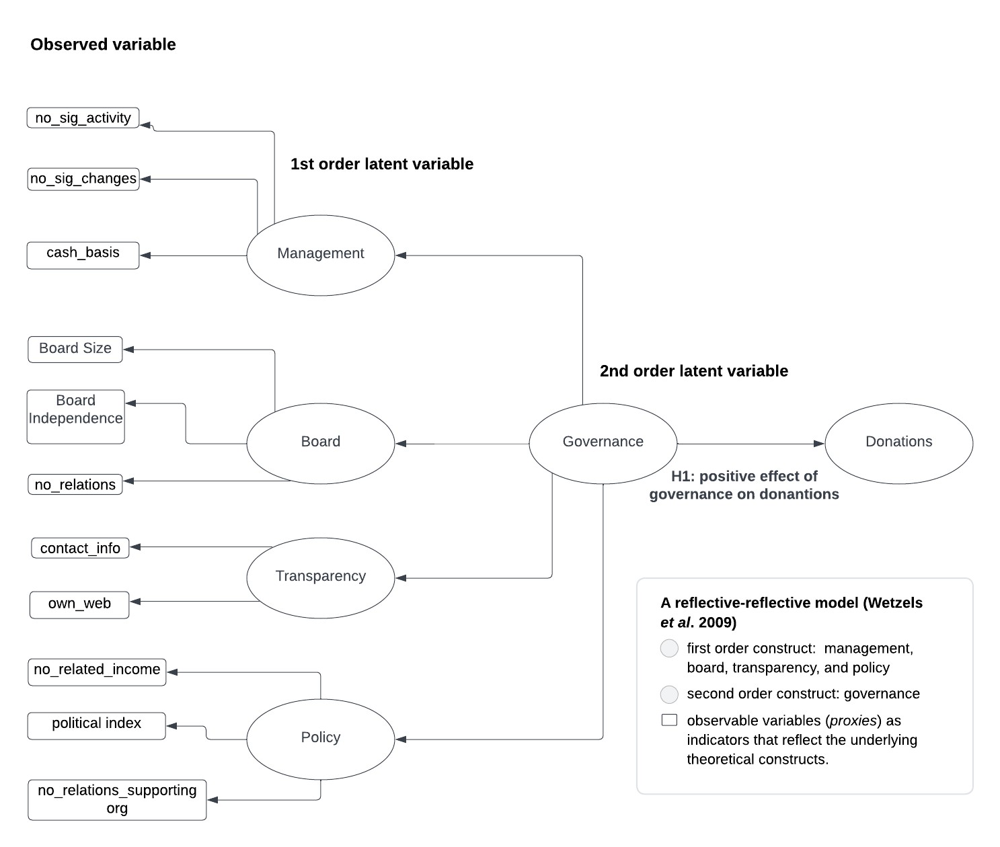 Observed variable
no_sig_activity
1st order latent variable
no_sig_changes
cash_basis
Management
Board Size
2nd order latent variable
Board
Independence
Board
Governance
Donations
H1: positive effect of
governance on donantions
no_relations
contact_info
Transparency
own_web
A reflective-reflective model (Wetzels
et al. 2009)
first order construct:  management,
board, transparency, and policy
second order construct: governance
observable variables (proxies) as
indicators that reflect the underlying
theoretical constructs.
no_related_income
political index
Policy
no_relations_supporting
org